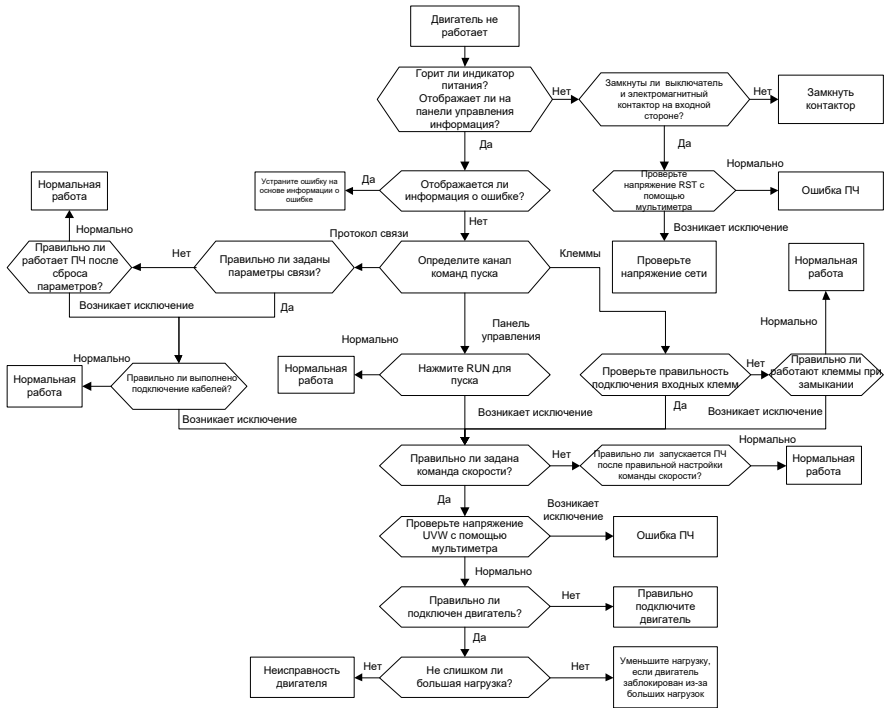 Двигатель не
работает
Горит ли индикатор
питания?
Отображает ли на
панели управления
информация?
Нет
Замкнуты ли выключатель
и электромагнитный
контактор на входной
стороне?
Нет
Замкнуть
контактор
Да
Да
Устраните ошибку на
основе информации о
ошибке
Да
Отображается ли
информация о ошибке?
Проверьте
напряжение RST с
помощью
мультиметра
Нормально
Ошибка ПЧ
Нормальная
работа
Нормально
Нет
Возникает исключение
Протокол связи
Правильно ли
работает ПЧ после
сброса
параметров?
Нет
Правильно ли заданы
параметры связи?
Определите канал
команд пуска
Клеммы
Проверьте
напряжение сети
Нормальная
работа
Возникает исключение
Да
Панель
управления
Нормально
Нормально
Нормально
Нормальная
работа
Правильно ли выполнено
подключение кабелей?
Нормальная
работа
Нажмите RUN для
пуска
Проверьте правильность
подключения входных клемм
Нет
Правильно ли
работают клеммы при
замыкании
Возникает исключение
Возникает исключение
Да
Возникает исключение
Правильно ли задана
команда скорости?
Нет
Правильно ли запускается ПЧ
после правильной настройки
команды скорости?
Нормально
Нормальная
работа
Да
Проверьте напряжение
UVW с помощью
мультиметра
Возникает
исключение
Ошибка ПЧ
Нормально
Правильно ли
подключен двигатель?
Нет
Правильно
подключите
двигатель
Да
Неисправность
двигателя
Нет
Не слишком ли
большая нагрузка?
Нет
Уменьшите нагрузку,
если двигатель
заблокирован из-за
больших нагрузок